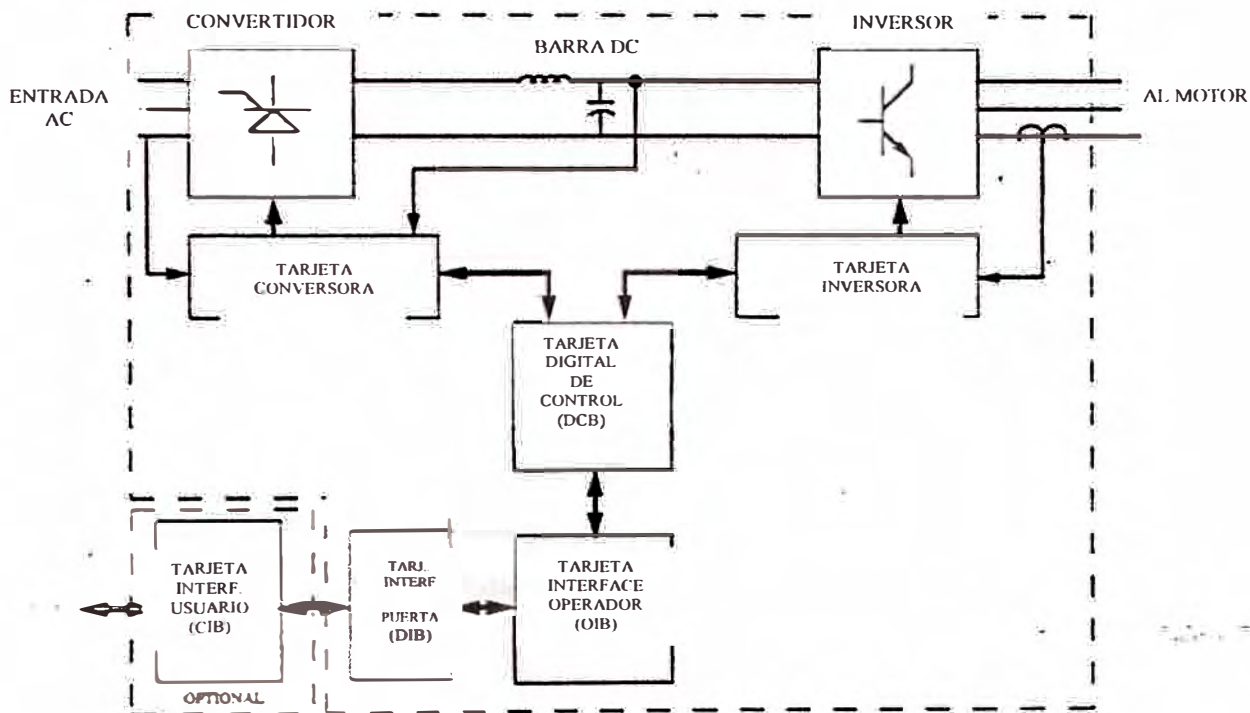 CONVERTIDOR
INVERSOR
BARRA DC
ENTRADA
AC
AL MOTOR
TARJETA
CONVERSORA
TARJETA
INVERSORA
TARJETA
DIGITAL
DE
CONTROL
(DCB)
TARJETA
INTERF.
USUARIO
(CIB)
TARJ.
INTERF
PUERTA
(DIB)
TARJETA
INTERFACE
OPERADOR
(OIB)
OPTIONAL